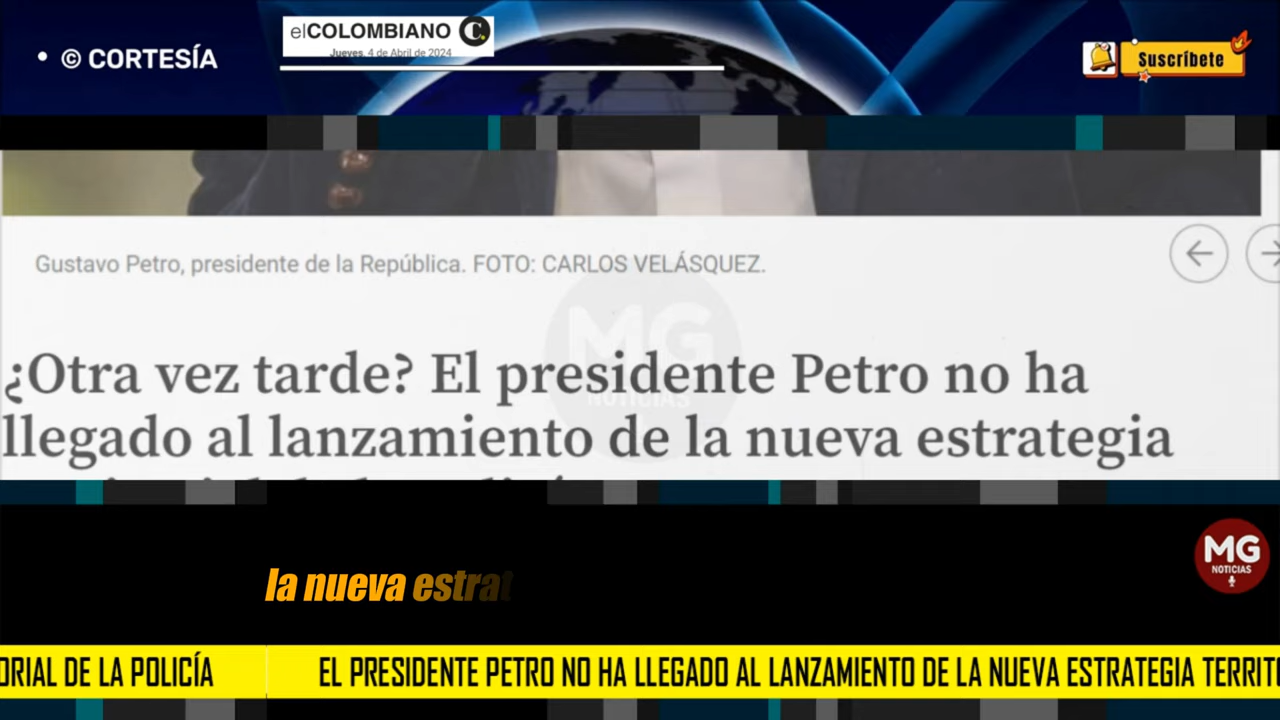 • © CORTESÍA
elCOLOMBIANO C
Jueves, 4 de Abril de 2024
Suscríbete
Gustavo Petro, presidente de la República. FOTO: CARLOS VELÁSQUEZ.
MG
NOTICIAS
¿Otra vez tarde? El presidente Petro no ha
llegado al lanzamiento de la nueva estrategia
la nueva estrat
MG
NOTICIAS
ORIAL DE LA POLICÍA EL PRESIDENTE PETRO NO HA LLEGADO AL LANZAMIENTO DE LA NUEVA ESTRATEGIA TERRIT